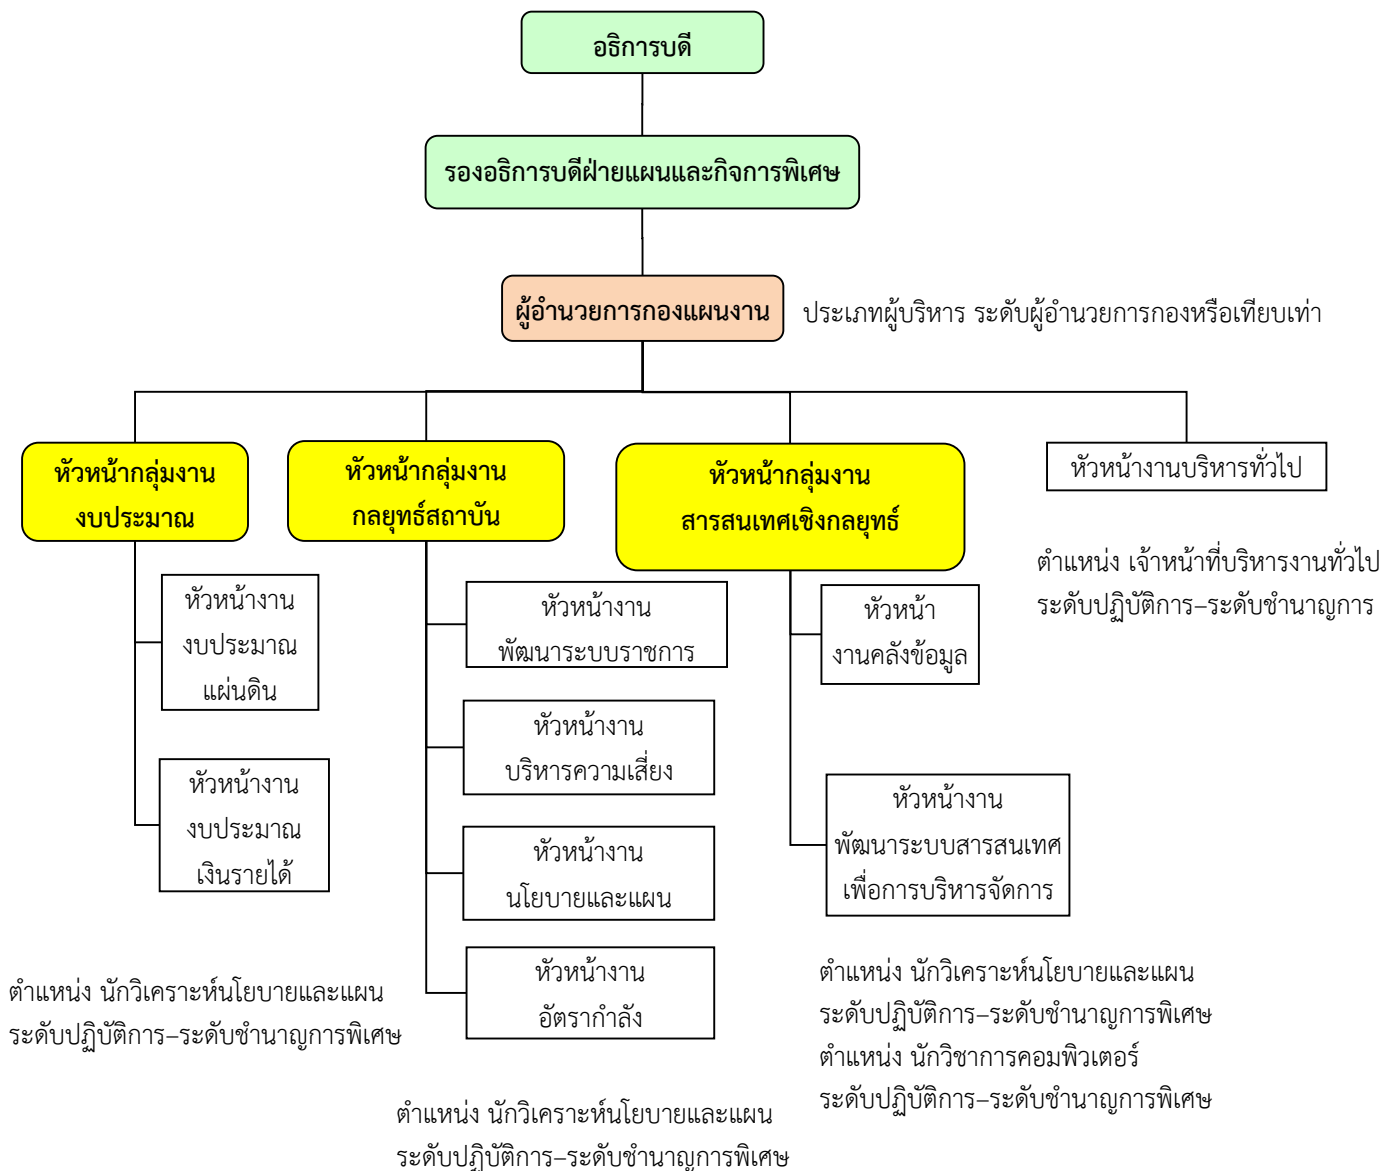 อธิการบดี
รองอธิการบดีฝ่ายแผนและกิจการพิเศษ
ผู้อำนวยการกองแผนงาน
ประเภทผู้บริหาร ระดับผู้อำนวยการกองหรือเทียบเท่า
หัวหน้ากลุ่มงาน
งบประมาณ
หัวหน้างาน
งบประมาณ
แผ่นดิน
หัวหน้างาน
งบประมาณ
เงินรายได้
ตำแหน่ง นักวิเคราะห์นโยบายและแผน
ระดับปฏิบัติการ–ระดับชำนาญการพิเศษ
หัวหน้ากลุ่มงาน
กลยุทธ์สถาบัน
หัวหน้างาน
พัฒนาระบบราชการ
หัวหน้างาน
บริหารความเสี่ยง
หัวหน้างาน
นโยบายและแผน
หัวหน้างาน
อัตรากำลัง
ตำแหน่ง นักวิเคราะห์นโยบายและแผน
ระดับปฏิบัติการ–ระดับชำนาญการพิเศษ
หัวหน้ากลุ่มงาน
สารสนเทศเชิงกลยุทธ์
หัวหน้า
งานคลังข้อมูล
หัวหน้างาน
พัฒนาระบบสารสนเทศ
เพื่อการบริหารจัดการ
ตำแหน่ง นักวิเคราะห์นโยบายและแผน
ระดับปฏิบัติการ–ระดับชำนาญการพิเศษ
ตำแหน่ง นักวิชาการคอมพิวเตอร์
ระดับปฏิบัติการ–ระดับชำนาญการพิเศษ
หัวหน้างานบริหารทั่วไป
ตำแหน่ง เจ้าหน้าที่บริหารงานทั่วไป
ระดับปฏิบัติการ–ระดับชำนาญการ